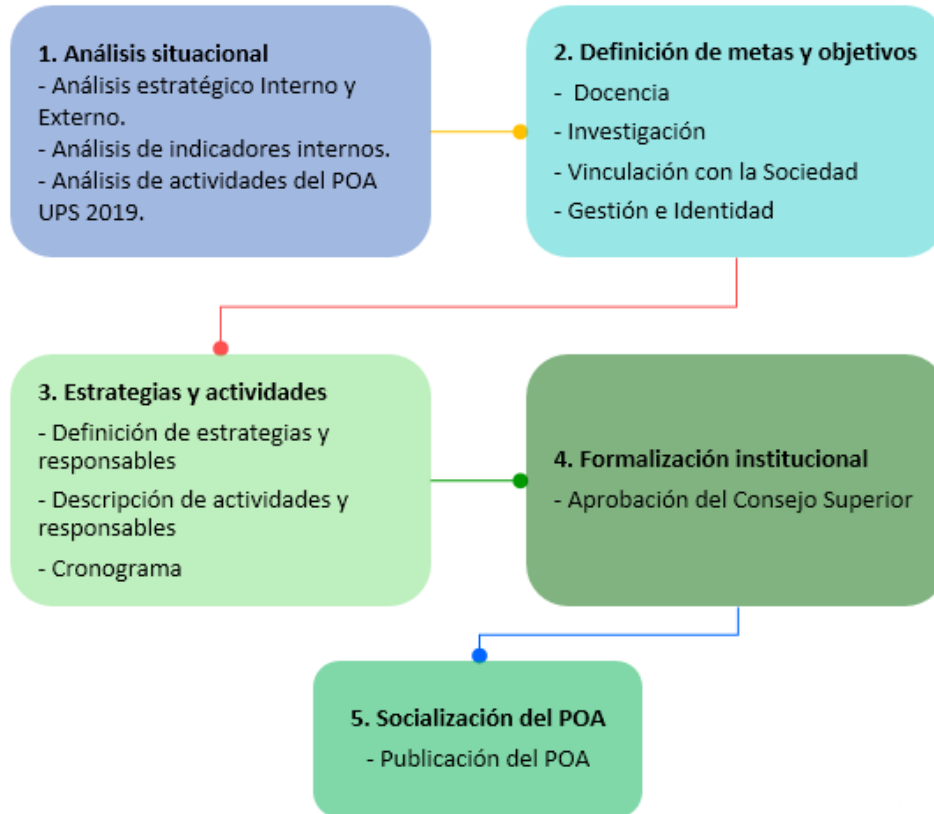 1. Análisis situacional
- Análisis estratégico Interno y
Externo.
- Análisis de indicadores internos.
- Análisis de actividades del POA
UPS 2019.
2. Definición de metas y objetivos
- Docencia
- Investigación
- Vinculación con la Sociedad
- Gestión e Identidad
3. Estrategias y actividades
- Definición de estrategias y
responsables
- Descripción de actividades y
responsables
- Cronograma
4. Formalización institucional
- Aprobación del Consejo Superior
5. Socialización del POA
- Publicación del POA